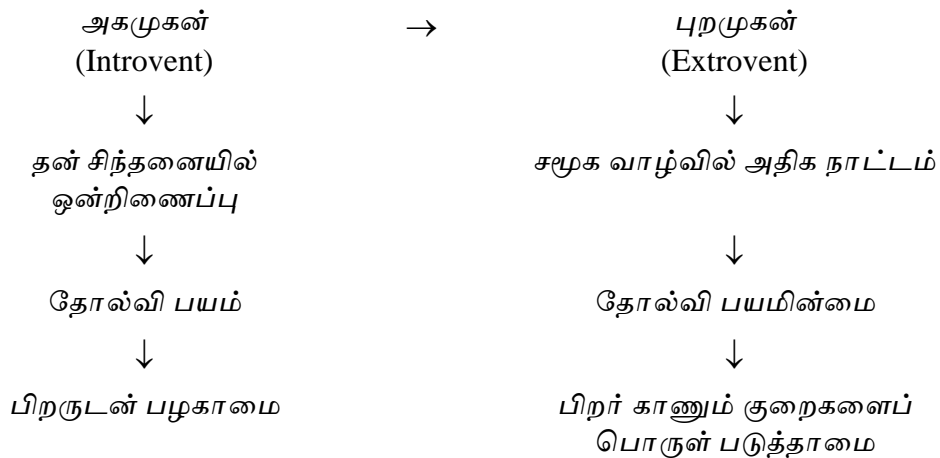 அகமுகன் → புறமுகன்
(Introvent) (Extrovent)
↓ ↓
தன் சிந்தனையில் சமூக வாழ்வில் அதிக நாட்டம்
ஒன்றிணைப்பு
↓ ↓
தோல்வி பயம் தோல்வி பயமின்மை
↓ ↓
பிறருடன் பழகாமை பிறர் காணும் குறைகளைப்
பொருள் படுத்தாமை